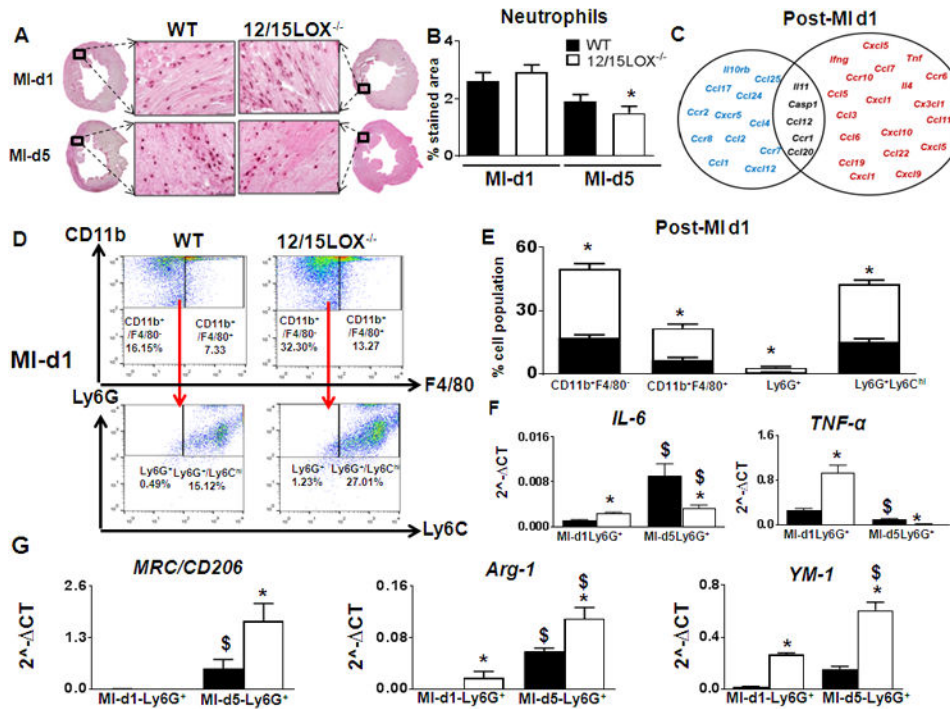 A
WT
12/15LOX-/-
MI-d1
MI-d5
Neutrophils
B
WT
12/15LOX-/-
% stained area
4
2
0
*
MI-d1
MI-d5
Post-MI d1
C
Il10rb
Ccl25
Ccl17
Ccl24
Ccr2
Cxcr5
Ccl4
Ccr8
Ccl2
Ccr7
Ccl1
Cxcl12
Il11
Casp1
Ccl12
Ccr1
Ccl20
Cxcl5
Ifng
Tnf
Ccl7
Ccr10
Ccr6
Il4
Ccl5
Cxcl1
Cx3cl1
Ccl3
Ccl11
Ccl6
Cxcl10
Ccl22
Cxcl5
Ccl19
Cxcl1
Cxcl9
D
CD11b
WT
12/15LOX-/-
MI-d1
CD11b+
/F4/80-
16.15%
CD11b+
/F4/80+
7.33
CD11b+
/F4/80-
32.30%
CD11b+
/F4/80+
13.27
F4/80
Ly6G
Ly6G+
0.49%
Ly6G+/Ly6Chi
15.12%
Ly6G+
1.23%
Ly6G+/Ly6Chi
27.01%
Ly6C
E
Post-MI d1
% cell population
60
30
0
* * * *
CD11b+F4/80- CD11b+F4/80+ Ly6G+ Ly6G+Ly6Chi
F
IL-6
2^-ΔCT
0.016
0.008
0.000
* $ $ *
MI-d1Ly6G+ MI-d5Ly6G+
TNF-α
2^-ΔCT
1.6
0.8
0.0
* $ *
MI-d1Ly6G+ MI-d5Ly6G+
G
MRC/CD206
2^-ΔCT
2.6
1.3
0.0
$ *
MI-d1-Ly6G+ MI-d5-Ly6G+
Arg-1
2^-ΔCT
0.16
0.08
0.00
* $ $ *
MI-d1-Ly6G+ MI-d5-Ly6G+
YM-1
2^-ΔCT
0.8
0.4
0.0
* $ *
MI-d1-Ly6G+ MI-d5-Ly6G+